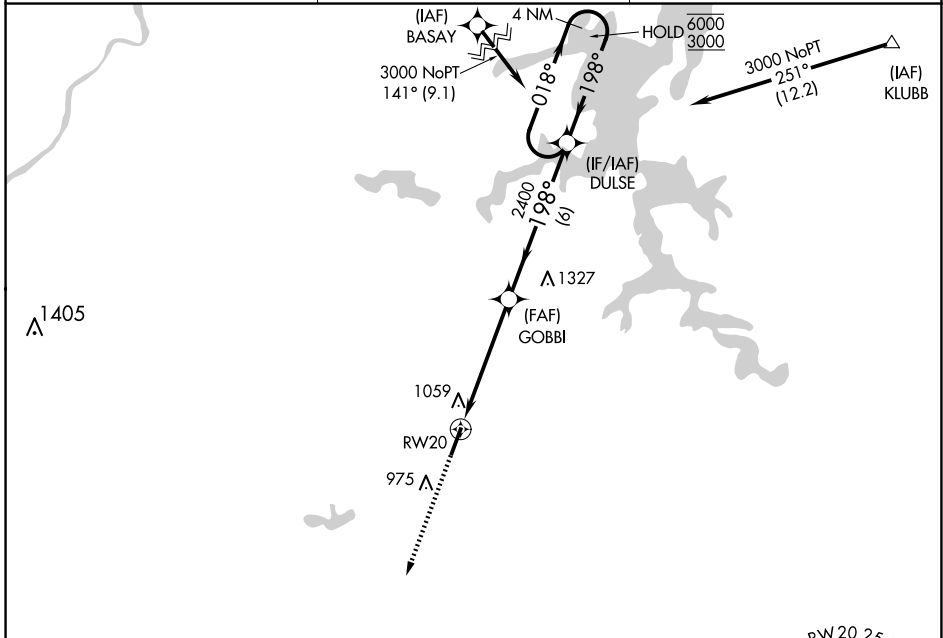 (IAF)
BASAY
4 NM
HOLD
6000
3000
3000 NoPT
141° (9.1)
018°
198°
3000 NoPT
251°
(12.2)
(IAF)
KLUBB
(IF/IAF)
DULSE
2400
198°
(6)
1327
(FAF)
GOBBI
1405
1059
RW20
975
RW 20 25